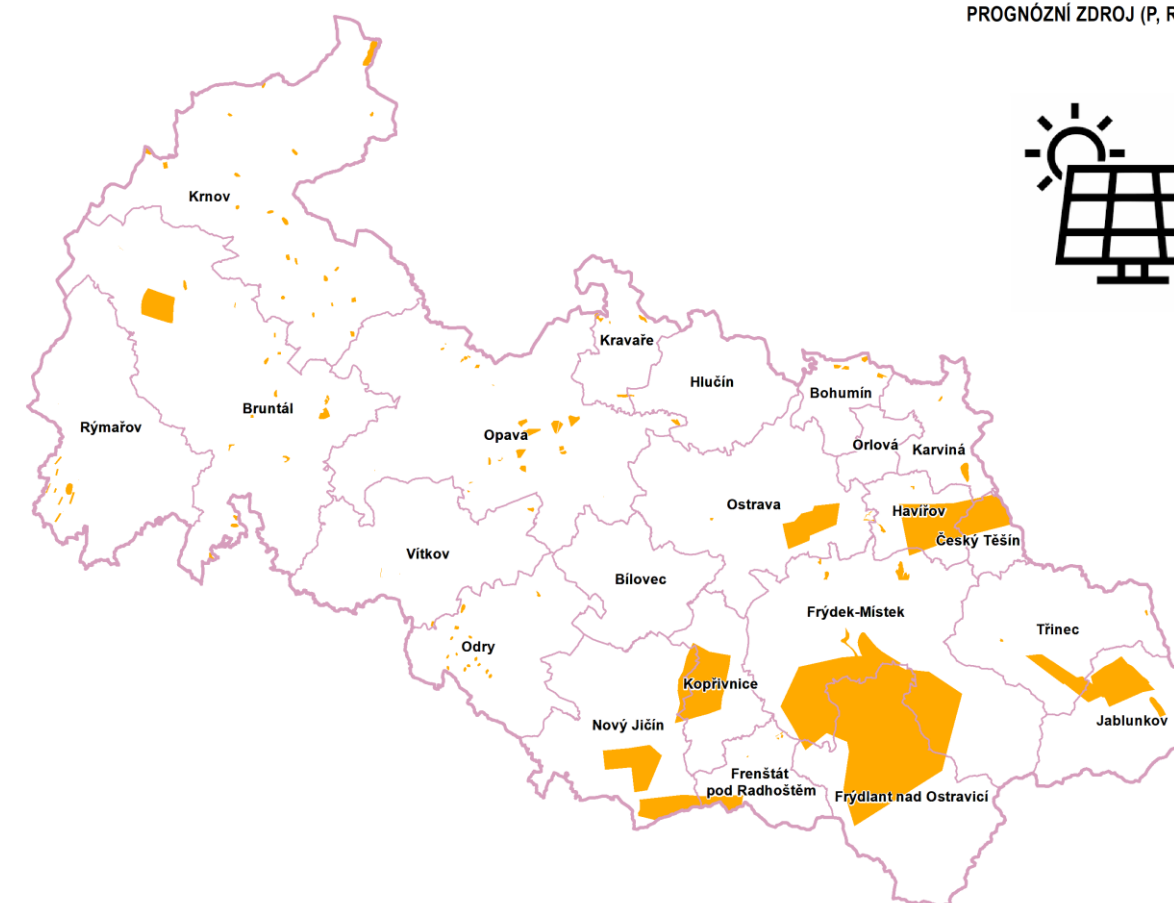 PROGNÓZNÍ ZDROJ (P, R
Krnov
Kravaře
Hlučín
Bohumín
Rýmařov
Bruntál
Opava
Orlová
Karviná
Ostrava
Havířov
Český Těšín
Vítkov
Bílovec
Frýdek-Místek
Třinec
Odry
Kopřivnice
Nový Jičín
Jablunkov
Frenštát
pod Radhoštěm
Frýdlant nad Ostravicí